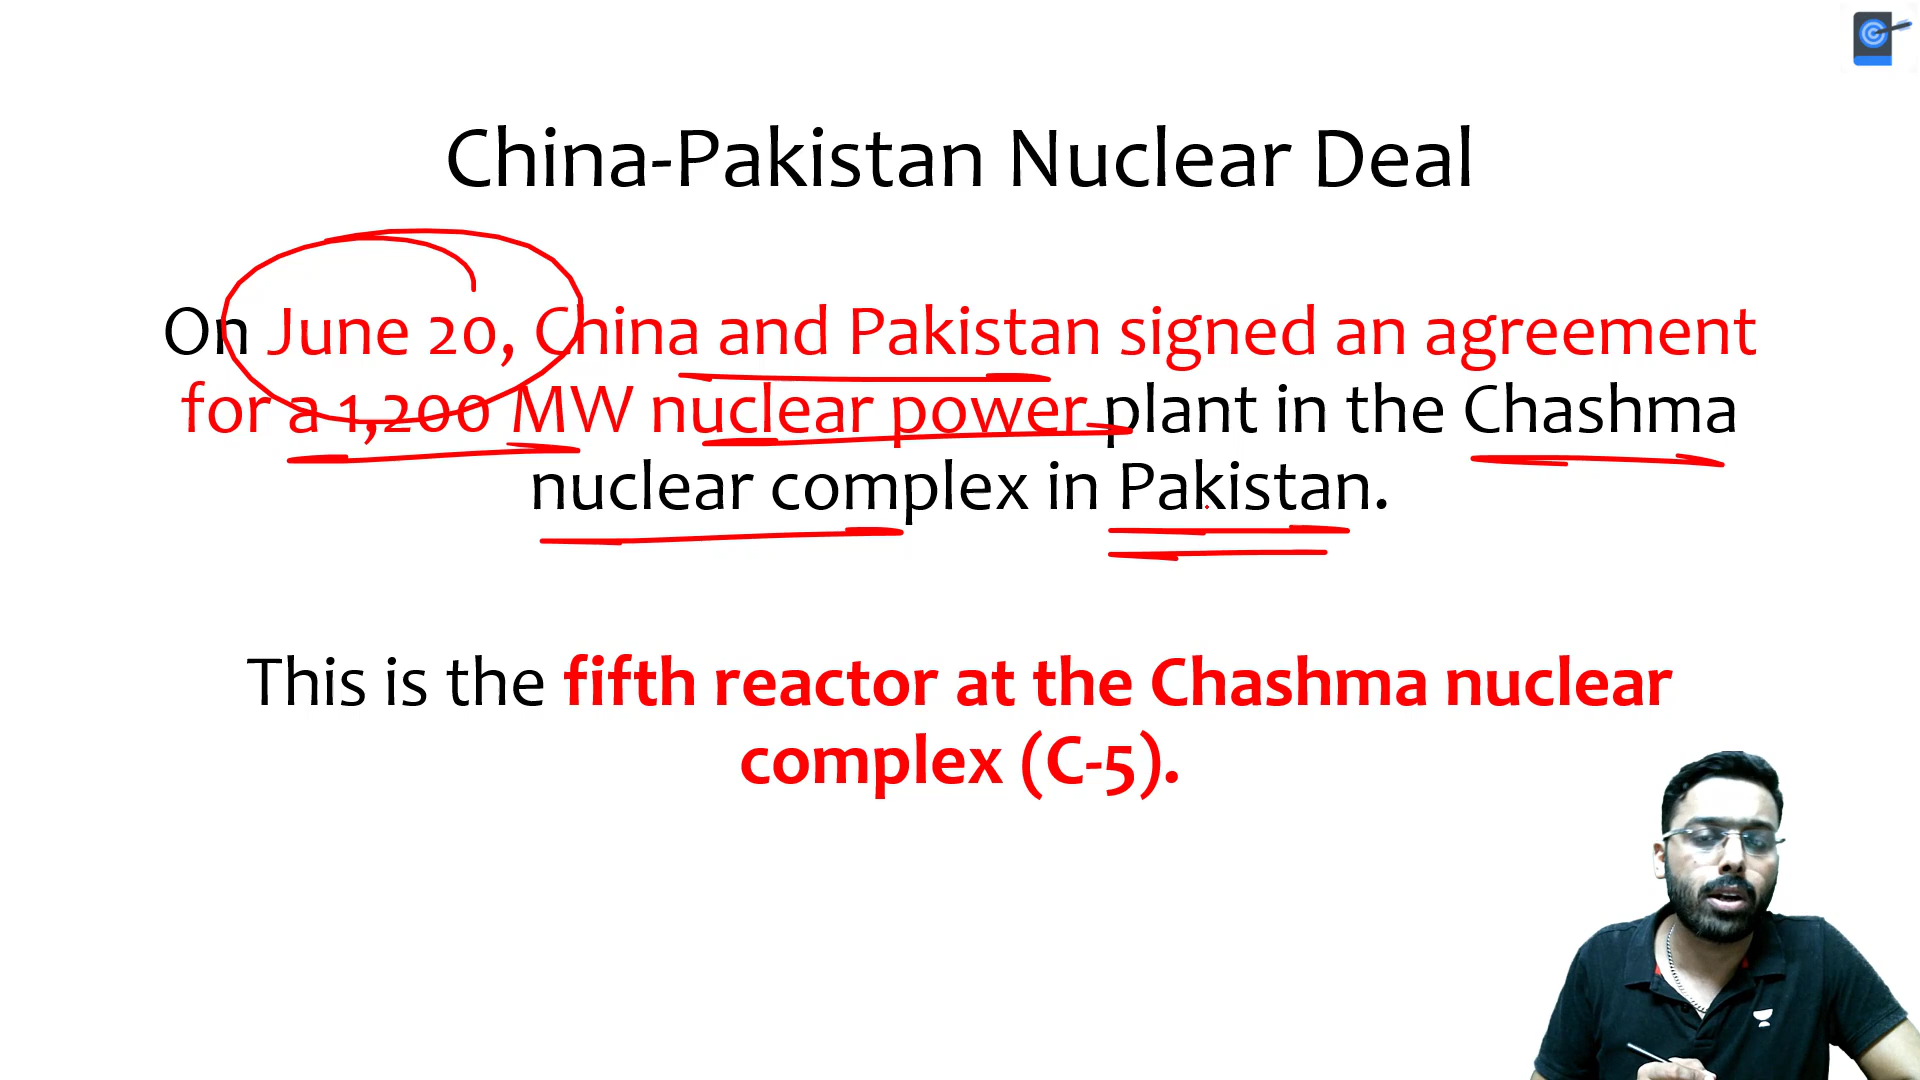 China-Pakistan Nuclear Deal
On June 20, China and Pakistan signed an agreement
for a 1,200 MW nuclear power plant in the Chashma
nuclear complex in Pakistan.
This is the fifth reactor at the Chashma nuclear
complex (C-5).